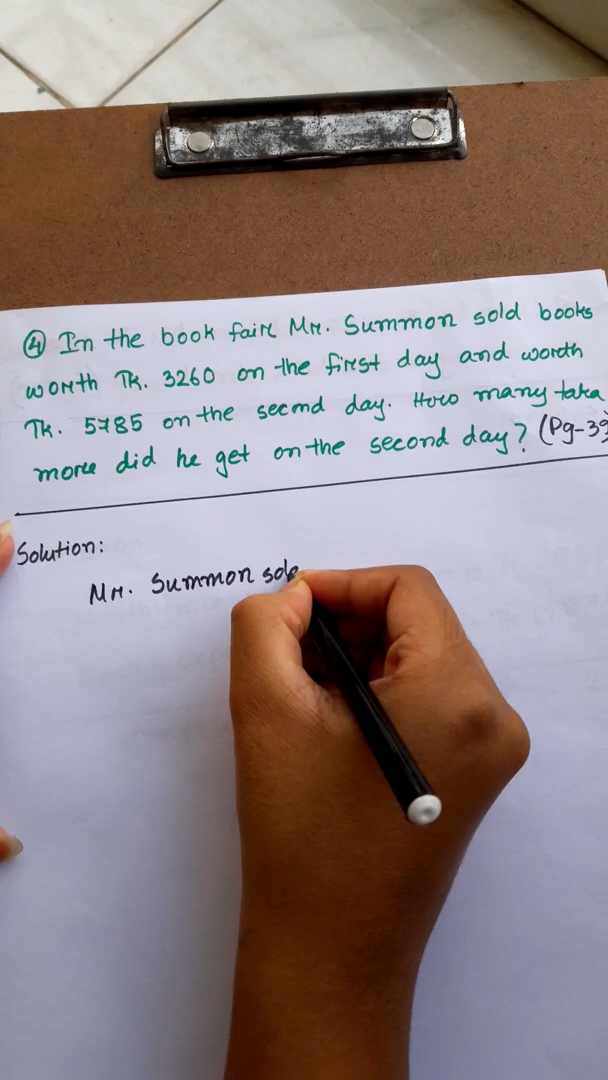 ④ In the book fair Mr. Summon sold books
worth Tk. 3260 on the first day and worth
Tk. 5785 on the second day. How many taka
more did he get on the second day? (Pg-39)
Solution:
Mr. Summon sol